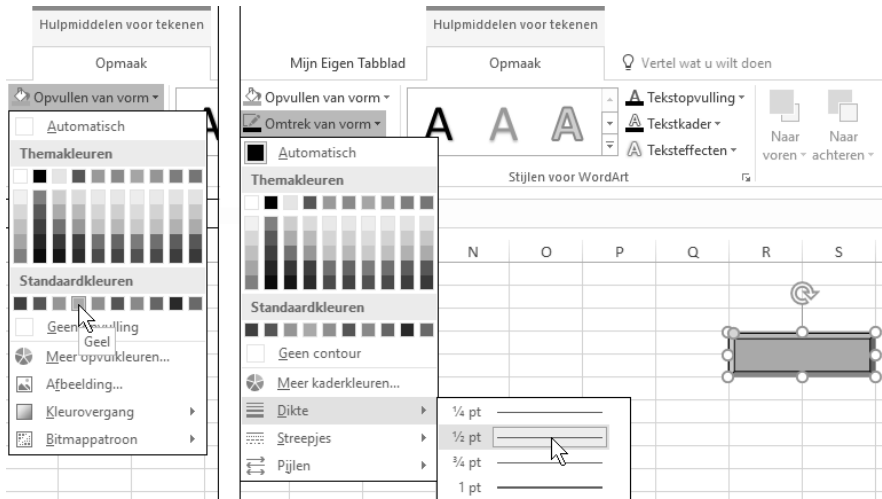 Hulpmiddelen voor tekenen
Opmaak
Opvullen van vorm
Automatisch
Themakleuren
Standaardkleuren
Geen opvulling
Geel
Meer opvulkleuren...
Afbeelding...
Kleurovergang
Bitmappatroon
Hulpmiddelen voor tekenen
Mijn Eigen Tabblad
Opmaak
Vertel wat u wilt doen
Opvullen van vorm
Omtrek van vorm
A A A
A Tekstopvulling
A Tekstkader
A Teksteffecten
Naar voren
Naar achteren
Stijlen voor WordArt
Automatisch
Themakleuren
Standaardkleuren
Geen contour
Meer kaderkleuren...
Dikte
Streepjes
Pijlen
¼ pt
½ pt
¾ pt
1 pt
N O P Q R S